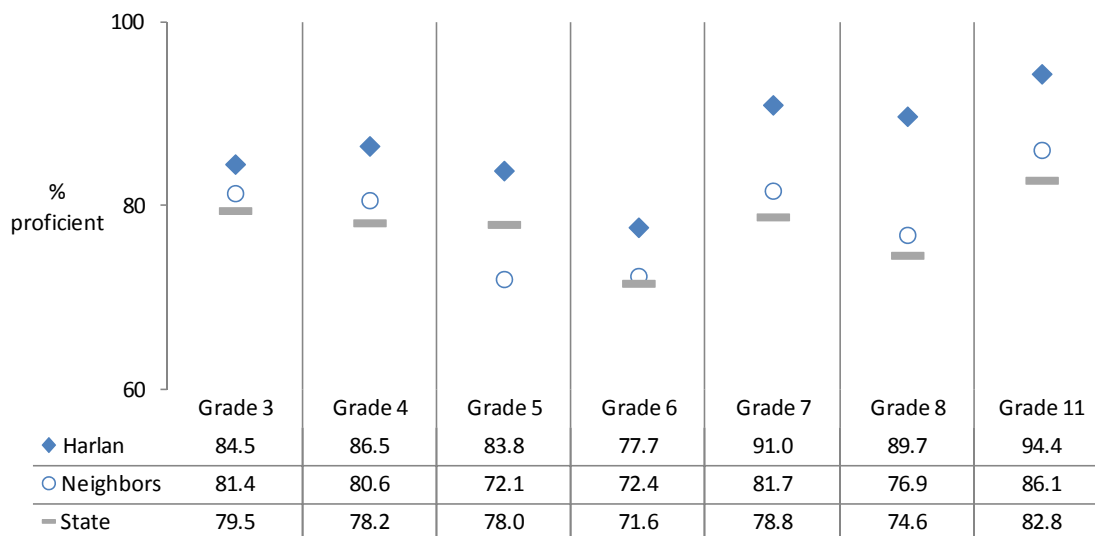 100
80
%
proficient
60
Grade 3 Grade 4 Grade 5 Grade 6 Grade 7 Grade 8 Grade 11
Harlan 84.5 86.5 83.8 77.7 91.0 89.7 94.4
Neighbors 81.4 80.6 72.1 72.4 81.7 76.9 86.1
State 79.5 78.2 78.0 71.6 78.8 74.6 82.8